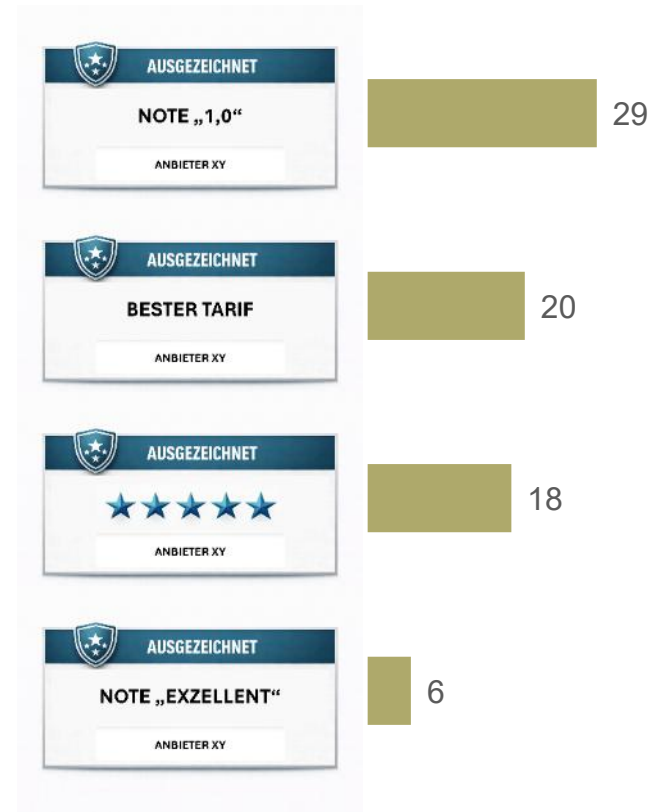 AUSGEZEICHNET
NOTE „1,0“
ANBIETER XY
29
AUSGEZEICHNET
BESTER TARIF
ANBIETER XY
20
AUSGEZEICHNET
ANBIETER XY
18
AUSGEZEICHNET
NOTE „EXZELLENT“
ANBIETER XY
6